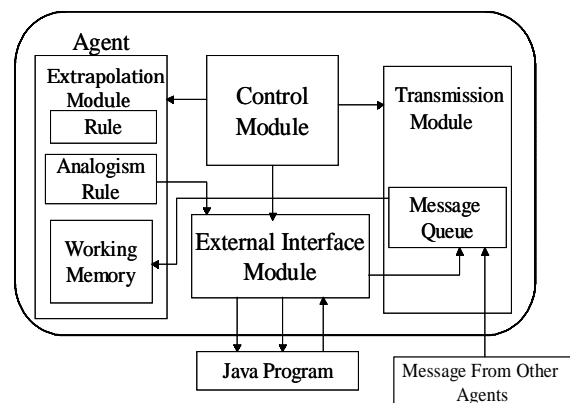 Agent
Extrapolation
Module
Rule
Analogism
Rule
Working
Memory
Control
Module
External Interface
Module
Transmission
Module
Message
Queue
Java Program
Message From Other
Agents